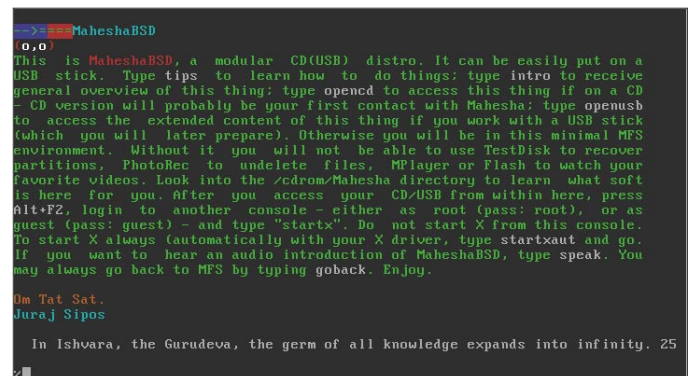 -->====MaheshaBSD
(o,o)
This is MaheshaBSD, a modular CD(USB) distro. It can be easily put on a
USB stick. Type tips to learn how to do things; type intro to receive
general overview of this thing; type opencd to access this thing if on a CD
- CD version will probably be your first contact with Mahesha; type openusb
to access the extended content of this thing if you work with a USB stick
(which you will later prepare). Otherwise you will be in this minimal MFS
environment. Without it you will not be able to use TestDisk to recover
partitions, PhotoRec to undelete files, MPlayer or Flash to watch your
favorite videos. Look into the /cdrom/Mahesha directory to learn what soft
is here for you. After you access your CD/USB from within here, press
Alt+F2, login to another console - either as root (pass: root), or as
guest (pass: guest) - and type "startx". Do not start X from this console.
To start X always (automatically with your X driver, type startxaut and go.
If you want to hear an audio introduction of MaheshaBSD, type speak. You
may always go back to MFS by typing goback. Enjoy.
Om Tat Sat.
Juraj Sipos
In Ishvara, the Gurudeva, the germ of all knowledge expands into infinity. 25
%